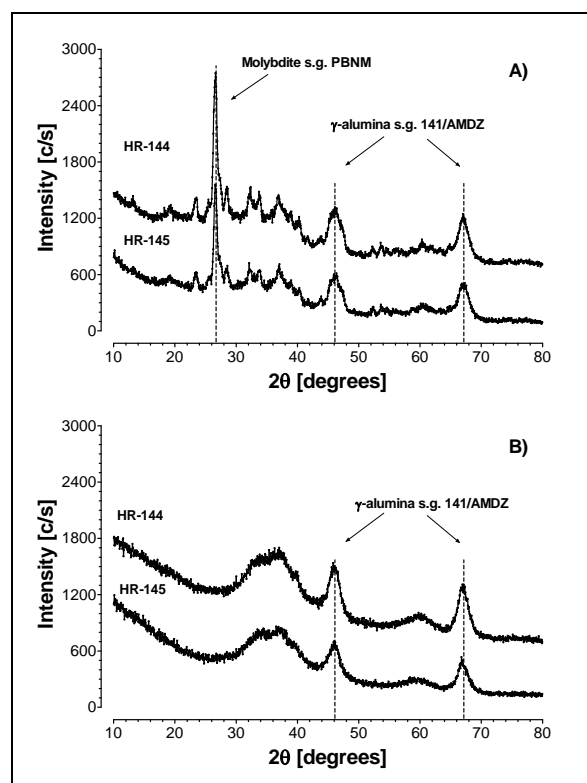 Molybdite s.g. PBNM
A)
γ-alumina s.g. 141/AMDZ
HR-144
HR-145
Intensity [c/s]
3000
2400
1800
1200
600
0
10 20 30 40 50 60 70 80
2θ [degrees]
B)
γ-alumina s.g. 141/AMDZ
HR-144
HR-145
Intensity [c/s]
3000
2400
1800
1200
600
0
10 20 30 40 50 60 70 80
2θ [degrees]